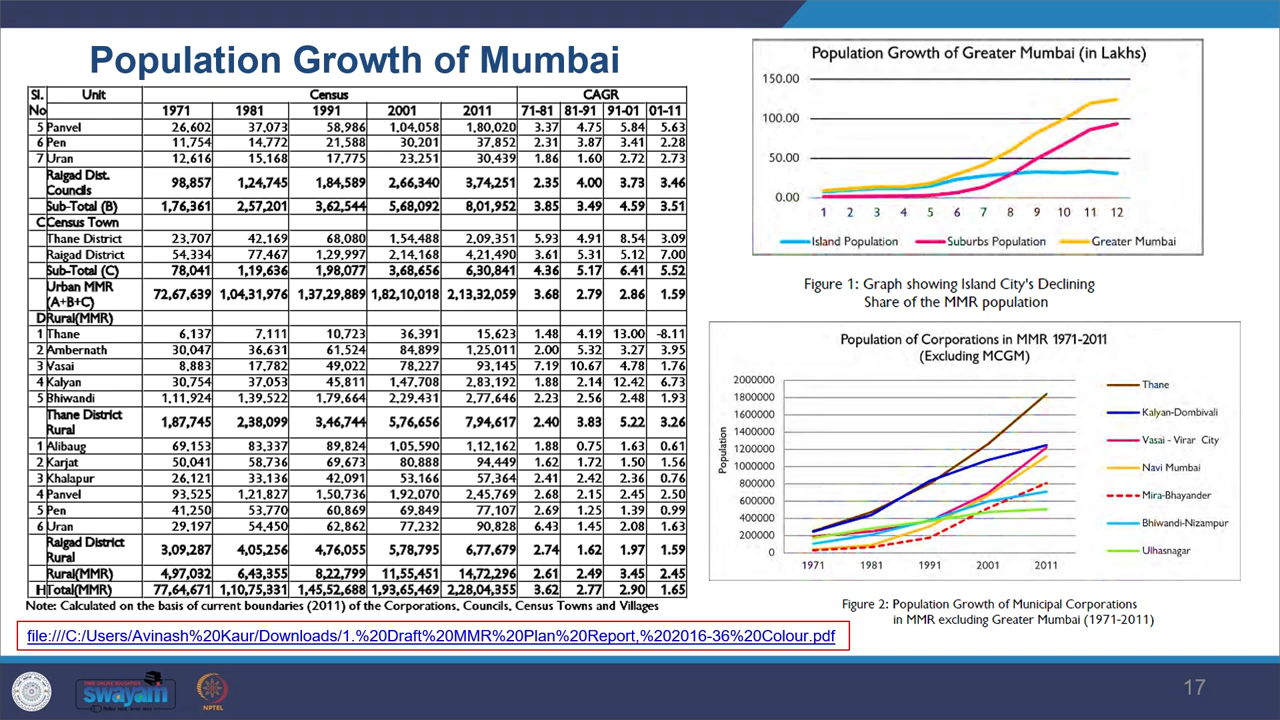 Population Growth of Mumbai
Sl. No Unit Census CAGR
1971 1981 1991 2001 2011 71-81 81-91 91-01 01-11
5 Panvel 26,602 37,073 58,986 1,04,058 1,80,020 3.37 4.75 5.84 5.63
6 Pen 11,754 14,772 21,588 30,201 37,852 2.31 3.87 3.41 2.28
7 Uran 12,616 15,168 17,775 23,251 30,439 1.86 1.60 2.72 2.73
Raigad Dist. Councils 98,857 1,24,745 1,84,589 2,66,340 3,74,251 2.35 4.00 3.73 3.46
Sub-Total (B) 1,76,361 2,57,201 3,62,544 5,68,092 8,01,952 3.85 3.49 4.59 3.51
C Census Town
Thane District 23,707 42,169 68,080 1,54,488 2,09,351 5.93 4.91 8.54 3.09
Raigad District 54,334 77,467 1,29,997 2,14,168 4,21,490 3.61 5.31 5.12 7.00
Sub-Total (C) 78,041 1,19,636 1,98,077 3,68,656 6,30,841 4.36 5.17 6.41 5.52
Urban MMR (A+B+C) 72,67,639 1,04,31,976 1,37,29,889 1,82,10,018 2,13,32,059 3.68 2.79 2.86 1.59
D Rural(MMR)
1 Thane 6,137 7,111 10,723 36,391 15,623 1.48 4.19 13.00 -8.11
2 Ambernath 30,047 36,631 61,524 84,899 1,25,011 2.00 5.32 3.27 3.95
3 Vasai 8,883 17,782 49,022 78,227 93,145 7.19 10.67 4.78 1.76
4 Kalyan 30,754 37,053 45,811 1,47,708 2,83,192 1.88 2.14 12.42 6.73
5 Bhiwandi 1,11,924 1,39,522 1,79,664 2,29,431 2,77,646 2.23 2.56 2.48 1.93
Thane District Rural 1,87,745 2,38,099 3,46,744 5,76,656 7,94,617 2.40 3.83 5.22 3.26
1 Alibaug 69,153 83,337 89,824 1,05,590 1,12,162 1.88 0.75 1.63 0.61
2 Karjat 50,041 58,736 69,673 80,888 94,449 1.62 1.72 1.50 1.56
3 Khalapur 26,121 33,136 42,091 53,166 57,364 2.41 2.42 2.36 0.76
4 Panvel 93,525 1,21,827 1,50,736 1,92,070 2,45,769 2.68 2.15 2.45 2.50
5 Pen 41,250 53,770 60,869 69,849 77,107 2.69 1.25 1.39 0.99
6 Uran 29,197 54,450 62,862 77,232 90,828 6.43 1.45 2.08 1.63
Raigad District Rural 3,09,287 4,05,256 4,76,055 5,78,795 6,77,679 2.74 1.62 1.97 1.59
Rural(MMR) 4,97,032 6,43,355 8,22,799 11,55,451 14,72,296 2.61 2.49 3.45 2.45
H Total(MMR) 77,64,671 1,10,75,331 1,45,52,688 1,93,65,469 2,28,04,355 3.62 2.77 2.90 1.65
Note: Calculated on the basis of current boundaries (2011) of the Corporations, Councils, Census Towns and Villages
file:///C:/Users/Avinash%20Kaur/Downloads/1.%20Draft%20MMR%20Plan%20Report,%202016-36%20Colour.pdf
Population Growth of Greater Mumbai (in Lakhs)
150.00
100.00
50.00
0.00
1 2 3 4 5 6 7 8 9 10 11 12
Island Population Suburbs Population Greater Mumbai
Figure 1: Graph showing Island City's Declining
Share of the MMR population
Population of Corporations in MMR 1971-2011
(Excluding MCGM)
Population
2000000
1800000
1600000
1400000
1200000
1000000
800000
600000
400000
200000
0
1971 1981 1991 2001 2011
Thane
Kalyan-Dombivali
Vasai - Virar City
Navi Mumbai
Mira-Bhayander
Bhiwandi-Nizampur
Ulhasnagar
Figure 2: Population Growth of Municipal Corporations
in MMR excluding Greater Mumbai (1971-2011)
swayam
NPTEL
17